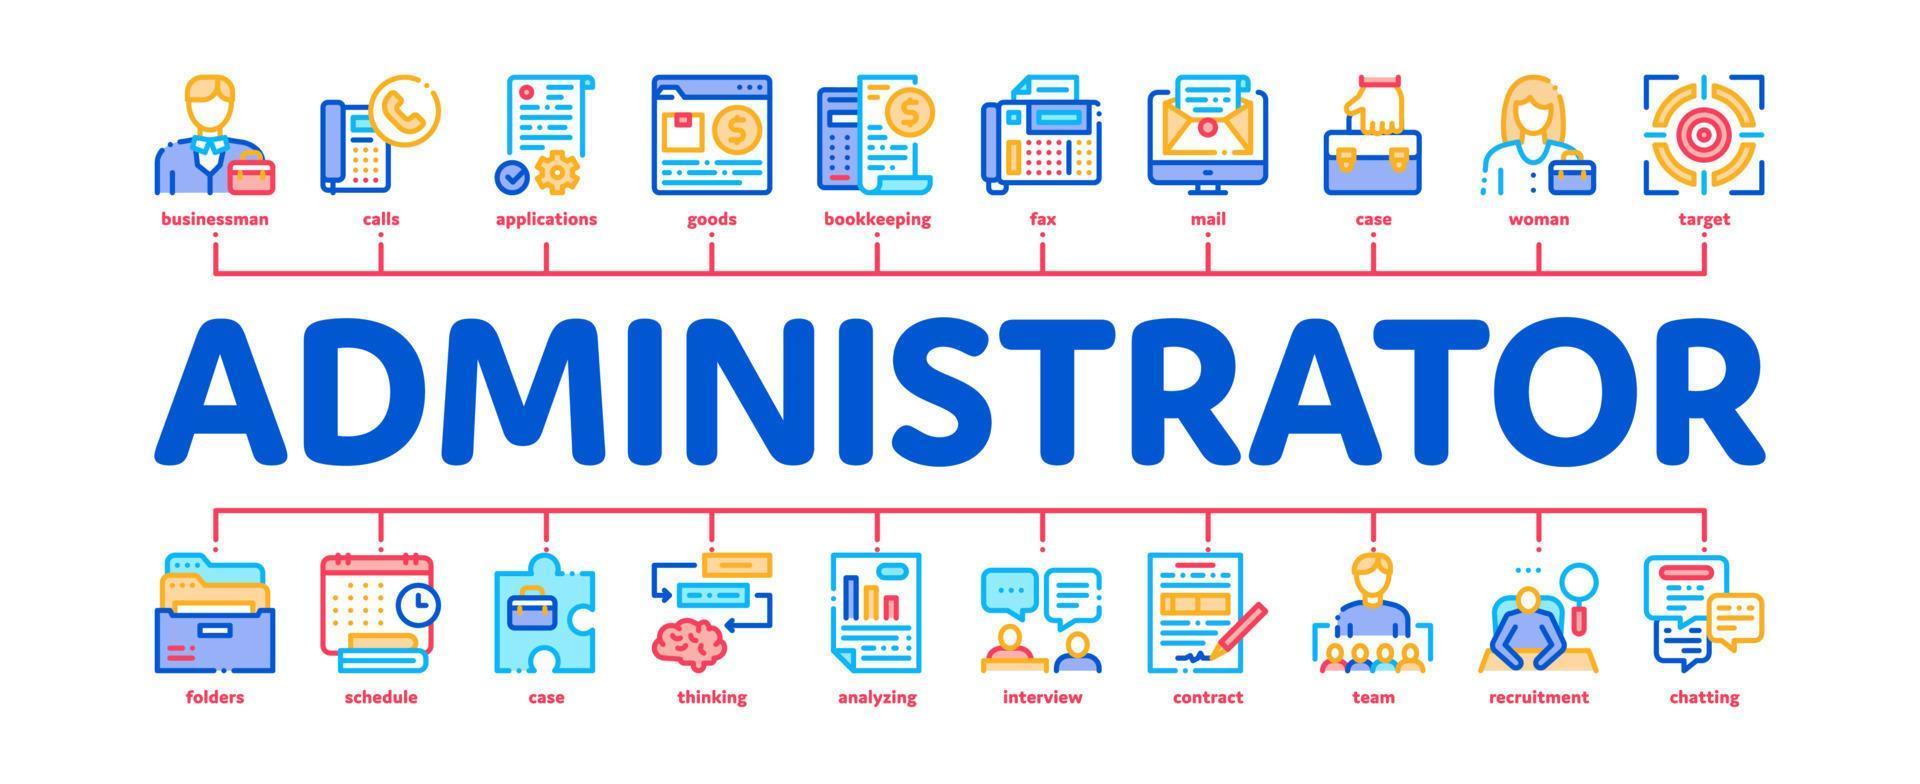 businessman calls applications goods bookkeeping fax mail case woman target
ADMINISTRATOR
folders schedule case thinking analyzing interview contract team recruitment chatting